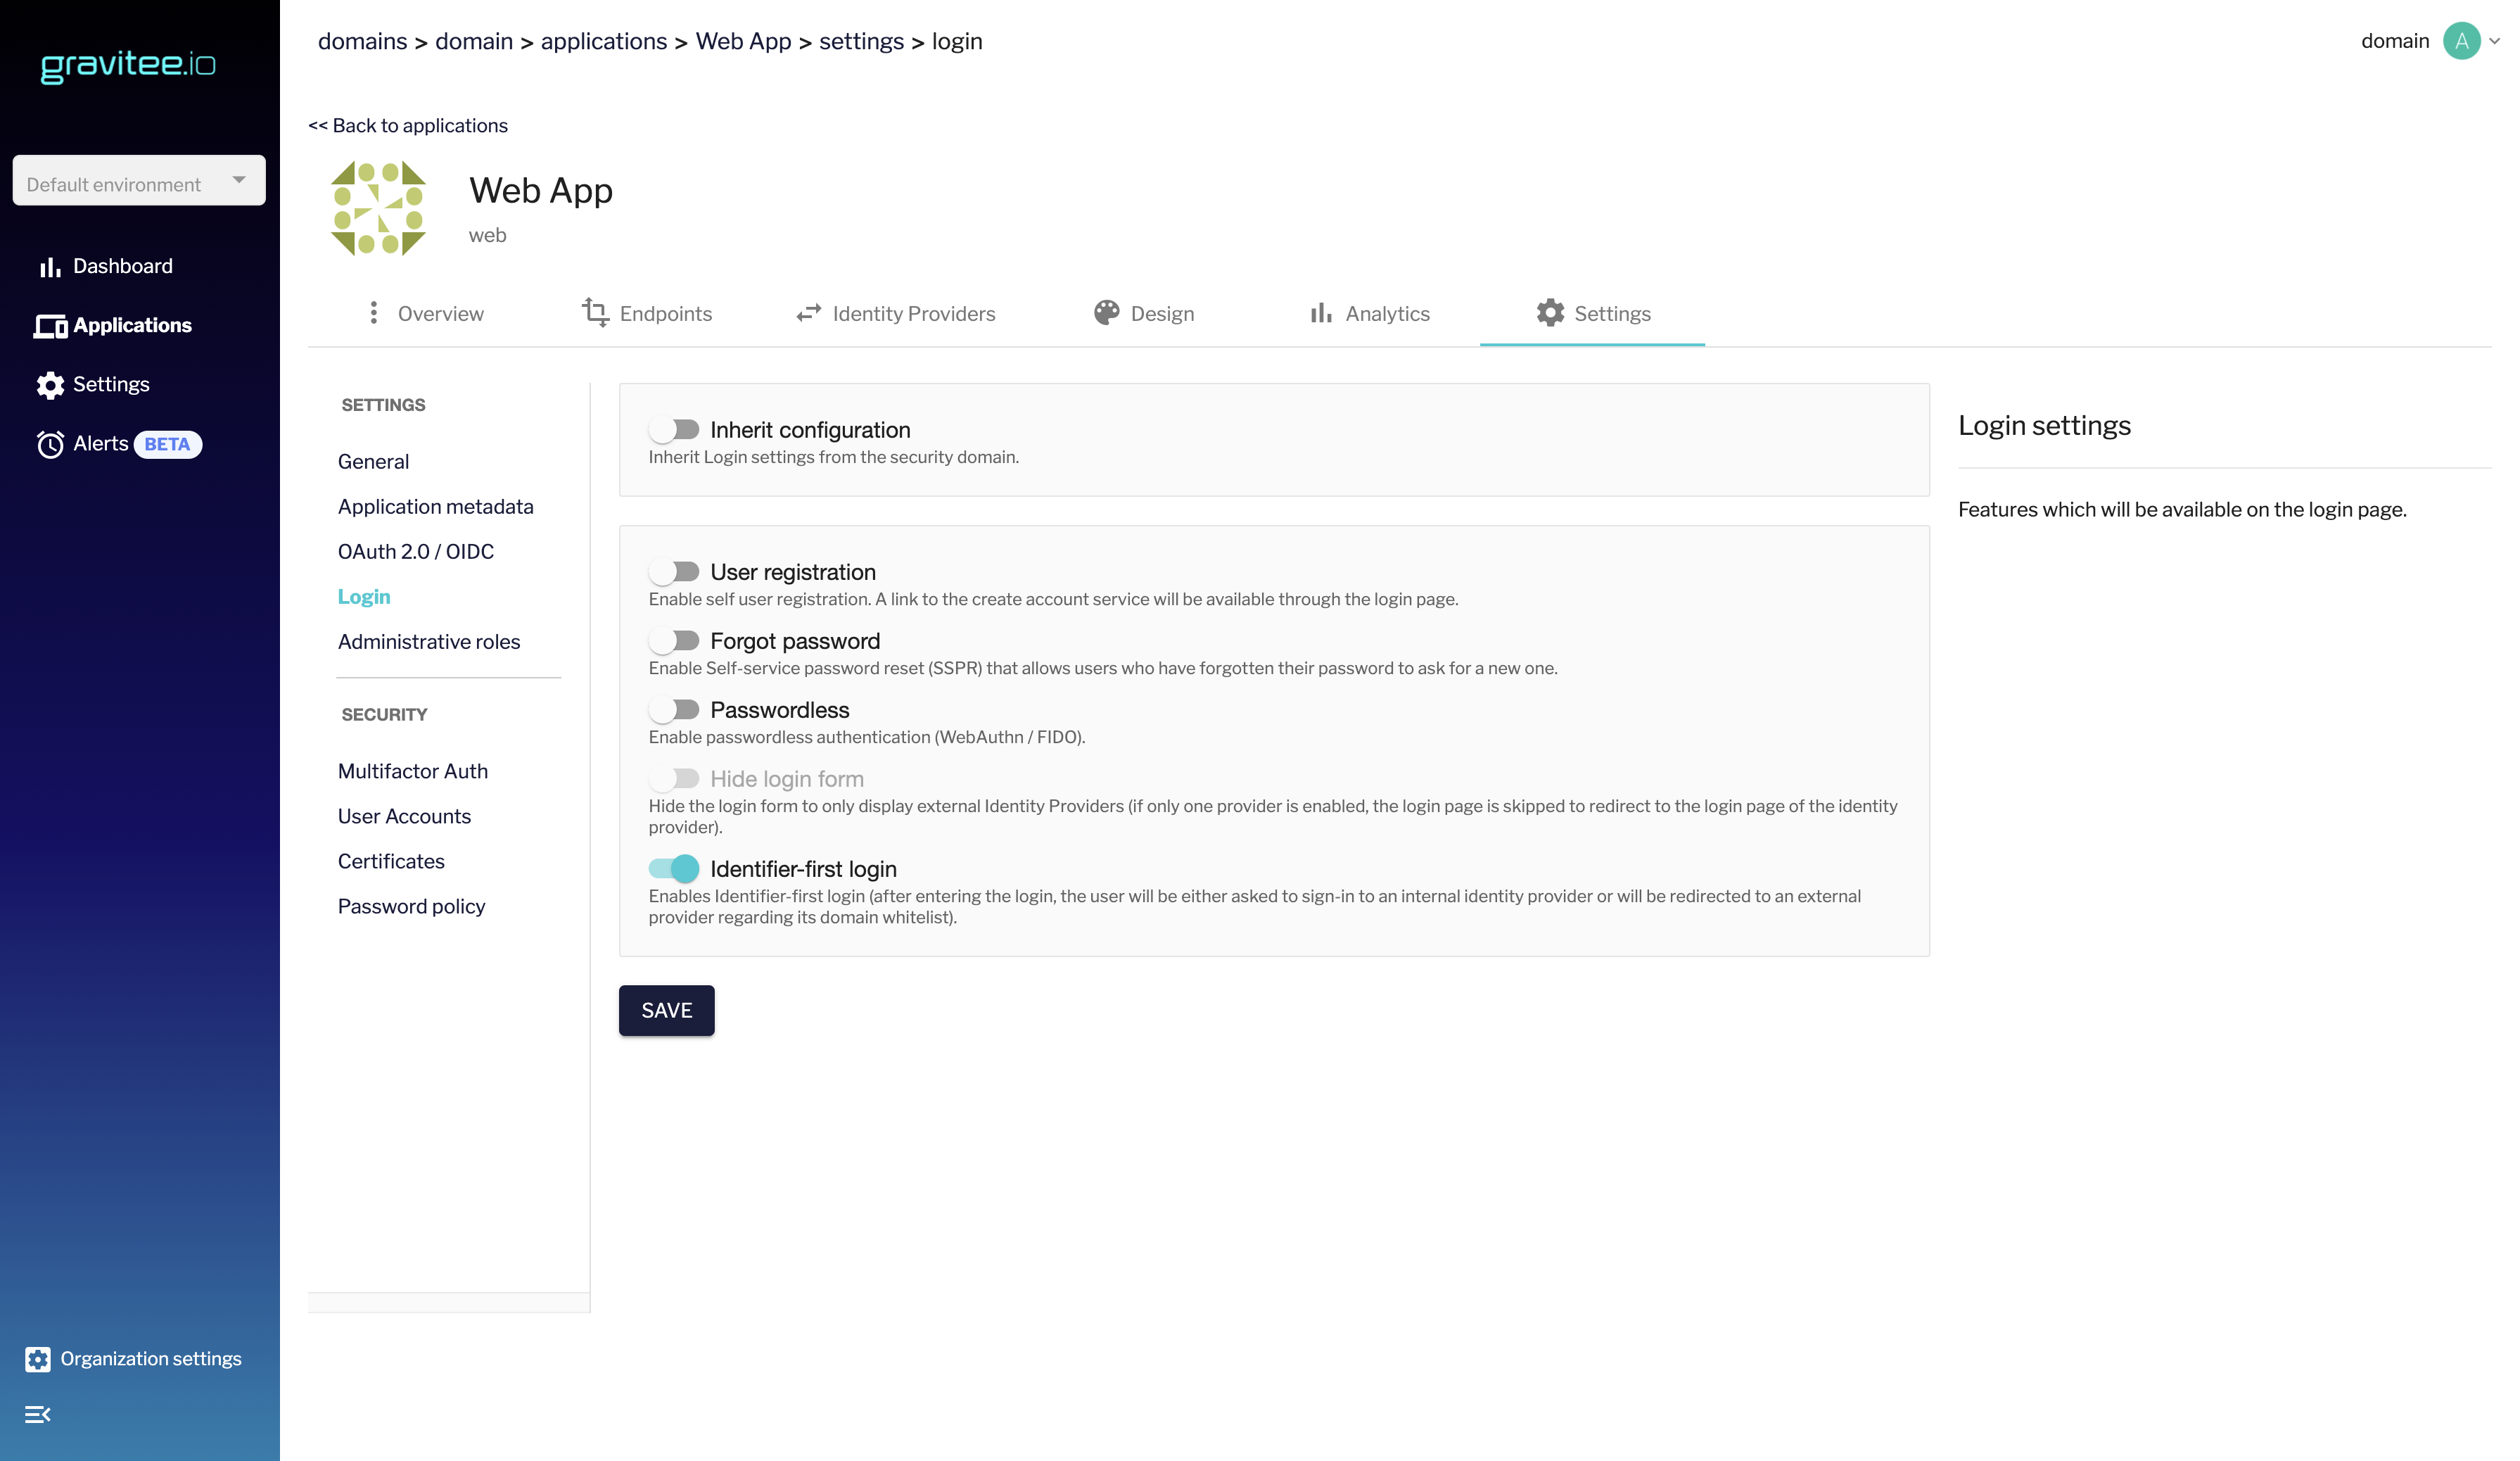 gravitee.io
domains > domain > applications > Web App > settings > login
domain
A
Default environment
Dashboard
Applications
Settings
Alerts BETA
Organization settings
<< Back to applications
Web App
web
Overview
Endpoints
Identity Providers
Design
Analytics
Settings
SETTINGS
General
Application metadata
OAuth 2.0 / OIDC
Login
Administrative roles
SECURITY
Multifactor Auth
User Accounts
Certificates
Password policy
Inherit configuration
Inherit Login settings from the security domain.
User registration
Enable self user registration. A link to the create account service will be available through the login page.
Forgot password
Enable Self-service password reset (SSPR) that allows users who have forgotten their password to ask for a new one.
Passwordless
Enable passwordless authentication (WebAuthn / FIDO).
Hide login form
Hide the login form to only display external Identity Providers (if only one provider is enabled, the login page is skipped to redirect to the login page of the identity
provider).
Identifier-first login
Enables Identifier-first login (after entering the login, the user will be either asked to sign-in to an internal identity provider or will be redirected to an external
provider regarding its domain whitelist).
SAVE
Login settings
Features which will be available on the login page.